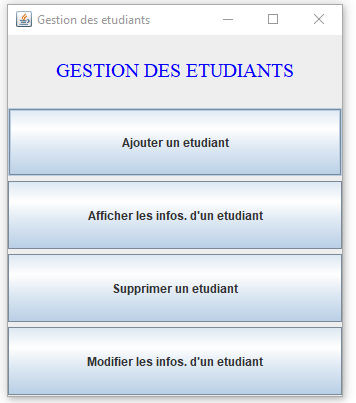 Gestion des etudiants
GESTION DES ETUDIANTS
Ajouter un etudiant
Afficher les infos. d'un etudiant
Supprimer un etudiant
Modifier les infos. d'un etudiant